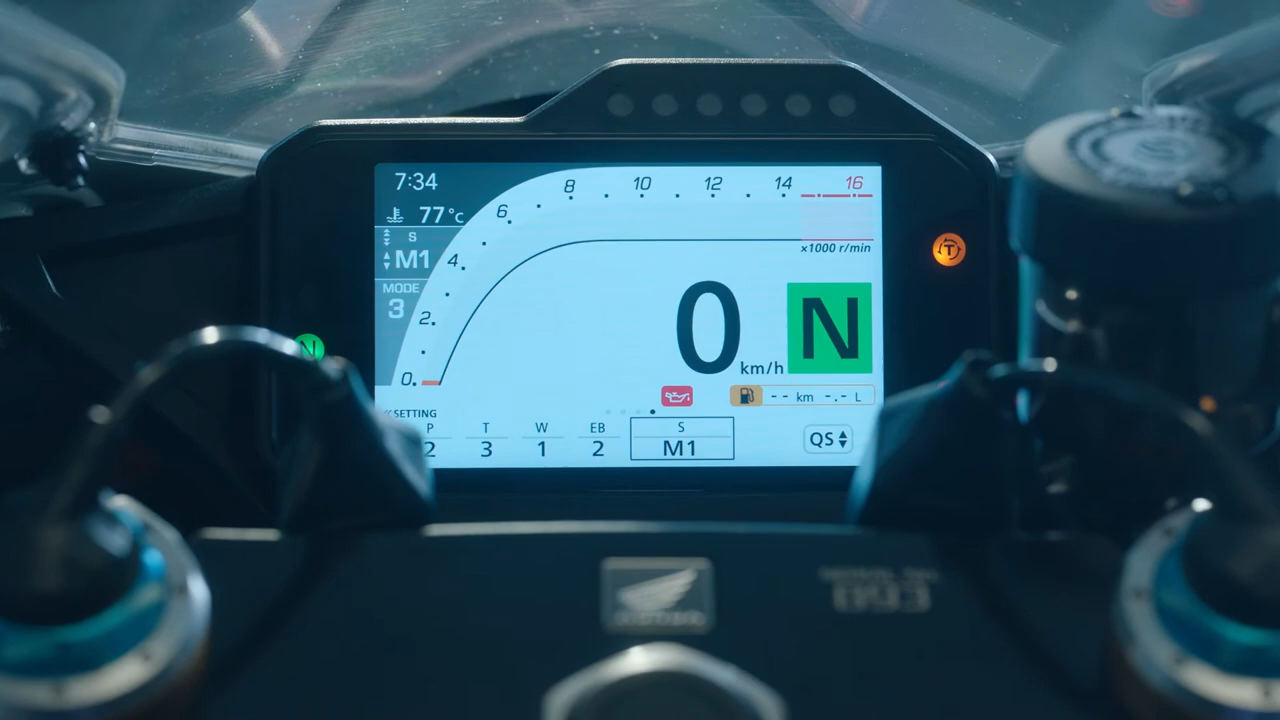 7:34
77°c
S
M1
MODE
3
0. 2. 4. 6. 8 10 12 14 16
×1000 r/min
0 km/h N
N
T
-- km -.- L
SETTING
P T W EB S
2 3 1 2 M1
QS